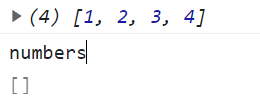 ▶ (4) [1, 2, 3, 4]
numbers
[]